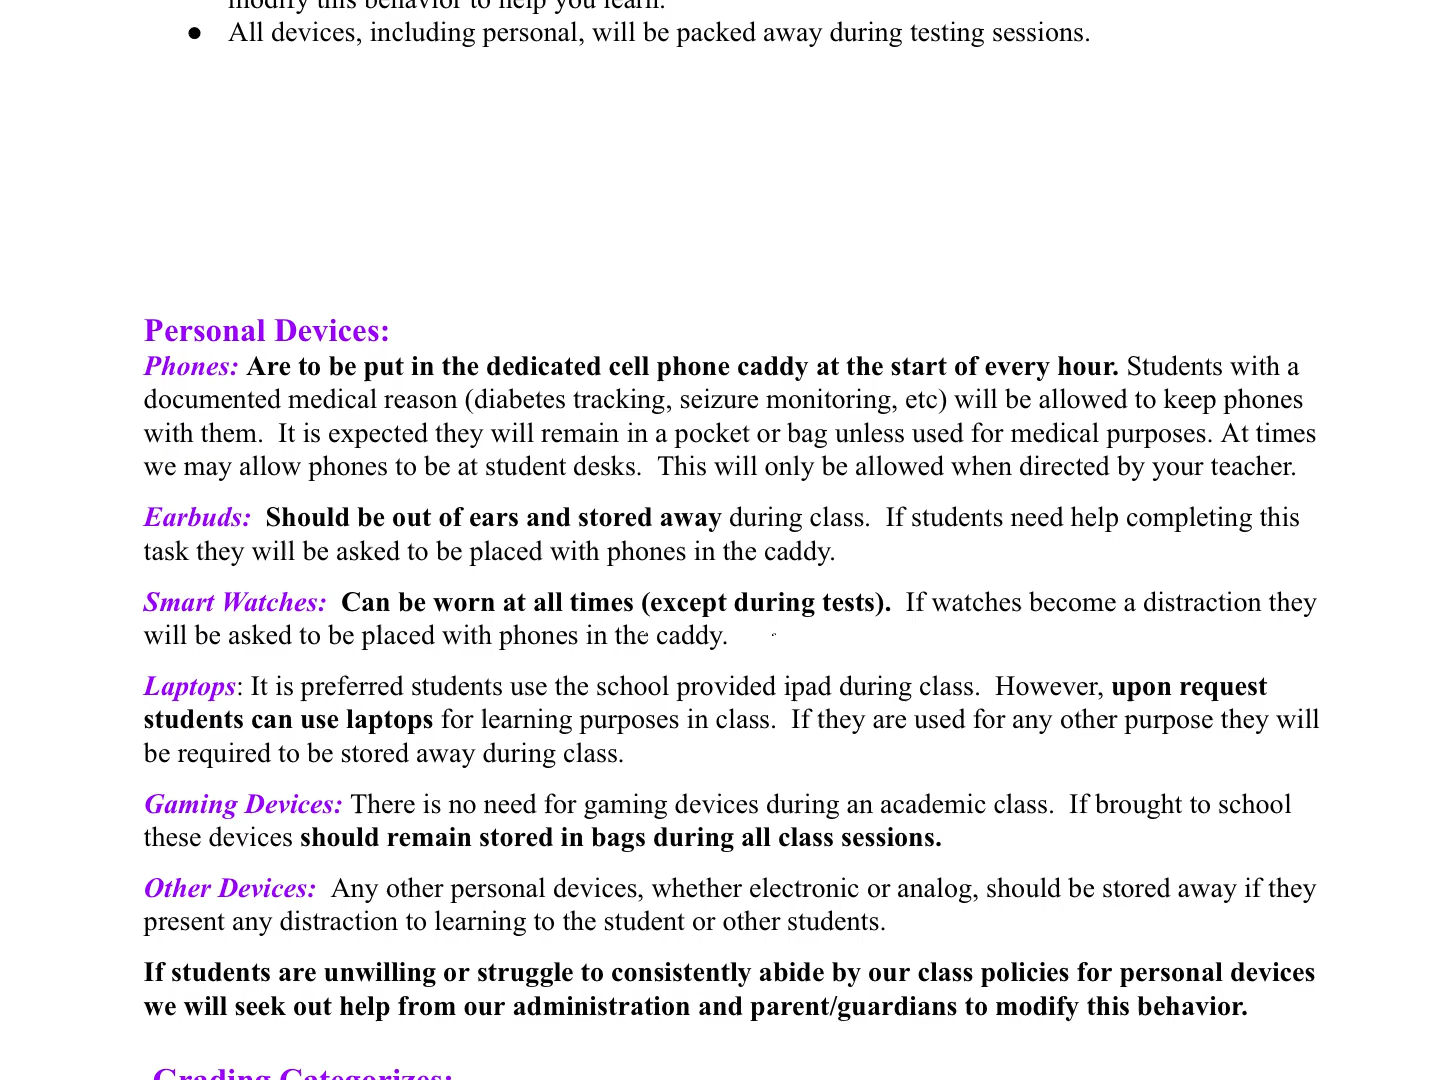 modify this behavior to help you learn.
● All devices, including personal, will be packed away during testing sessions.
Personal Devices:
Phones: Are to be put in the dedicated cell phone caddy at the start of every hour. Students with a
documented medical reason (diabetes tracking, seizure monitoring, etc) will be allowed to keep phones
with them.  It is expected they will remain in a pocket or bag unless used for medical purposes. At times
we may allow phones to be at student desks.  This will only be allowed when directed by your teacher.
Earbuds:  Should be out of ears and stored away during class.  If students need help completing this
task they will be asked to be placed with phones in the caddy.
Smart Watches:  Can be worn at all times (except during tests).  If watches become a distraction they
will be asked to be placed with phones in the caddy.
Laptops: It is preferred students use the school provided ipad during class.  However, upon request
students can use laptops for learning purposes in class.  If they are used for any other purpose they will
be required to be stored away during class.
Gaming Devices: There is no need for gaming devices during an academic class.  If brought to school
these devices should remain stored in bags during all class sessions.
Other Devices:  Any other personal devices, whether electronic or analog, should be stored away if they
present any distraction to learning to the student or other students.
If students are unwilling or struggle to consistently abide by our class policies for personal devices
we will seek out help from our administration and parent/guardians to modify this behavior.
Grading Categorizes: